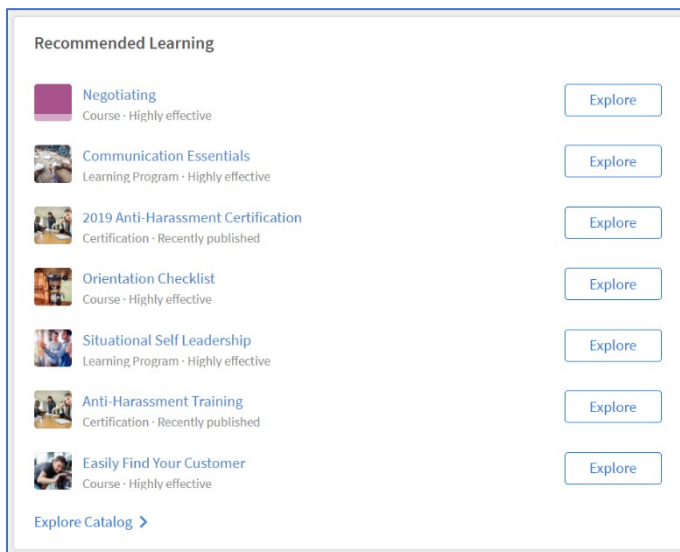 Recommended Learning
Negotiating
Explore
Course · Highly effective
Communication Essentials
Explore
Learning Program · Highly effective
2019 Anti-Harassment Certification
Explore
Certification · Recently published
Orientation Checklist
Explore
Course · Highly effective
Situational Self Leadership
Explore
Learning Program · Highly effective
Anti-Harassment Training
Explore
Certification · Recently published
Easily Find Your Customer
Explore
Course · Highly effective
Explore Catalog